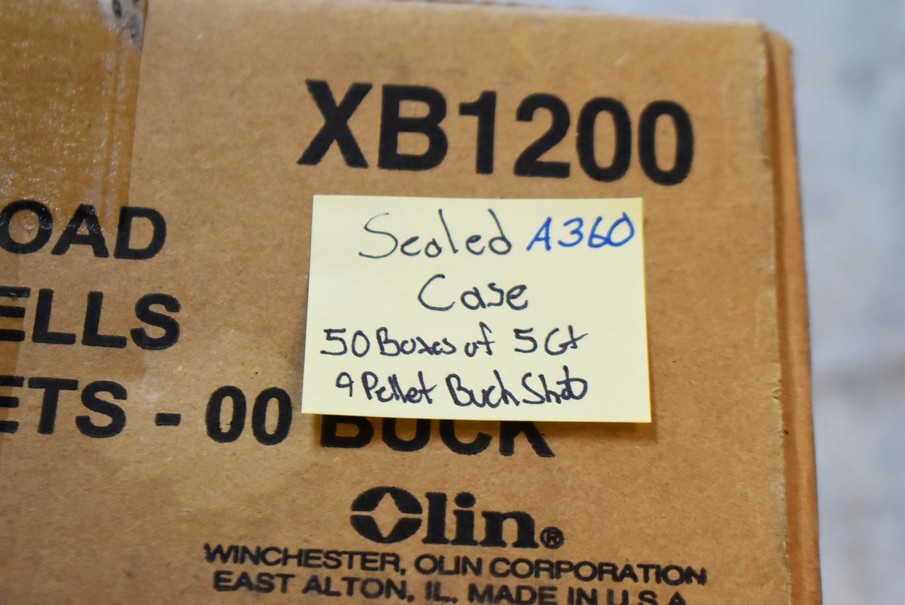 XB1200
OAD
ELLS
ETS - 00 BUCK
Sealed A360
Case
50 Boxes of 5 Ct
9 Pellet Buck Shot
Olin®
WINCHESTER, OLIN CORPORATION
EAST ALTON, IL. MADE IN U.S.A.